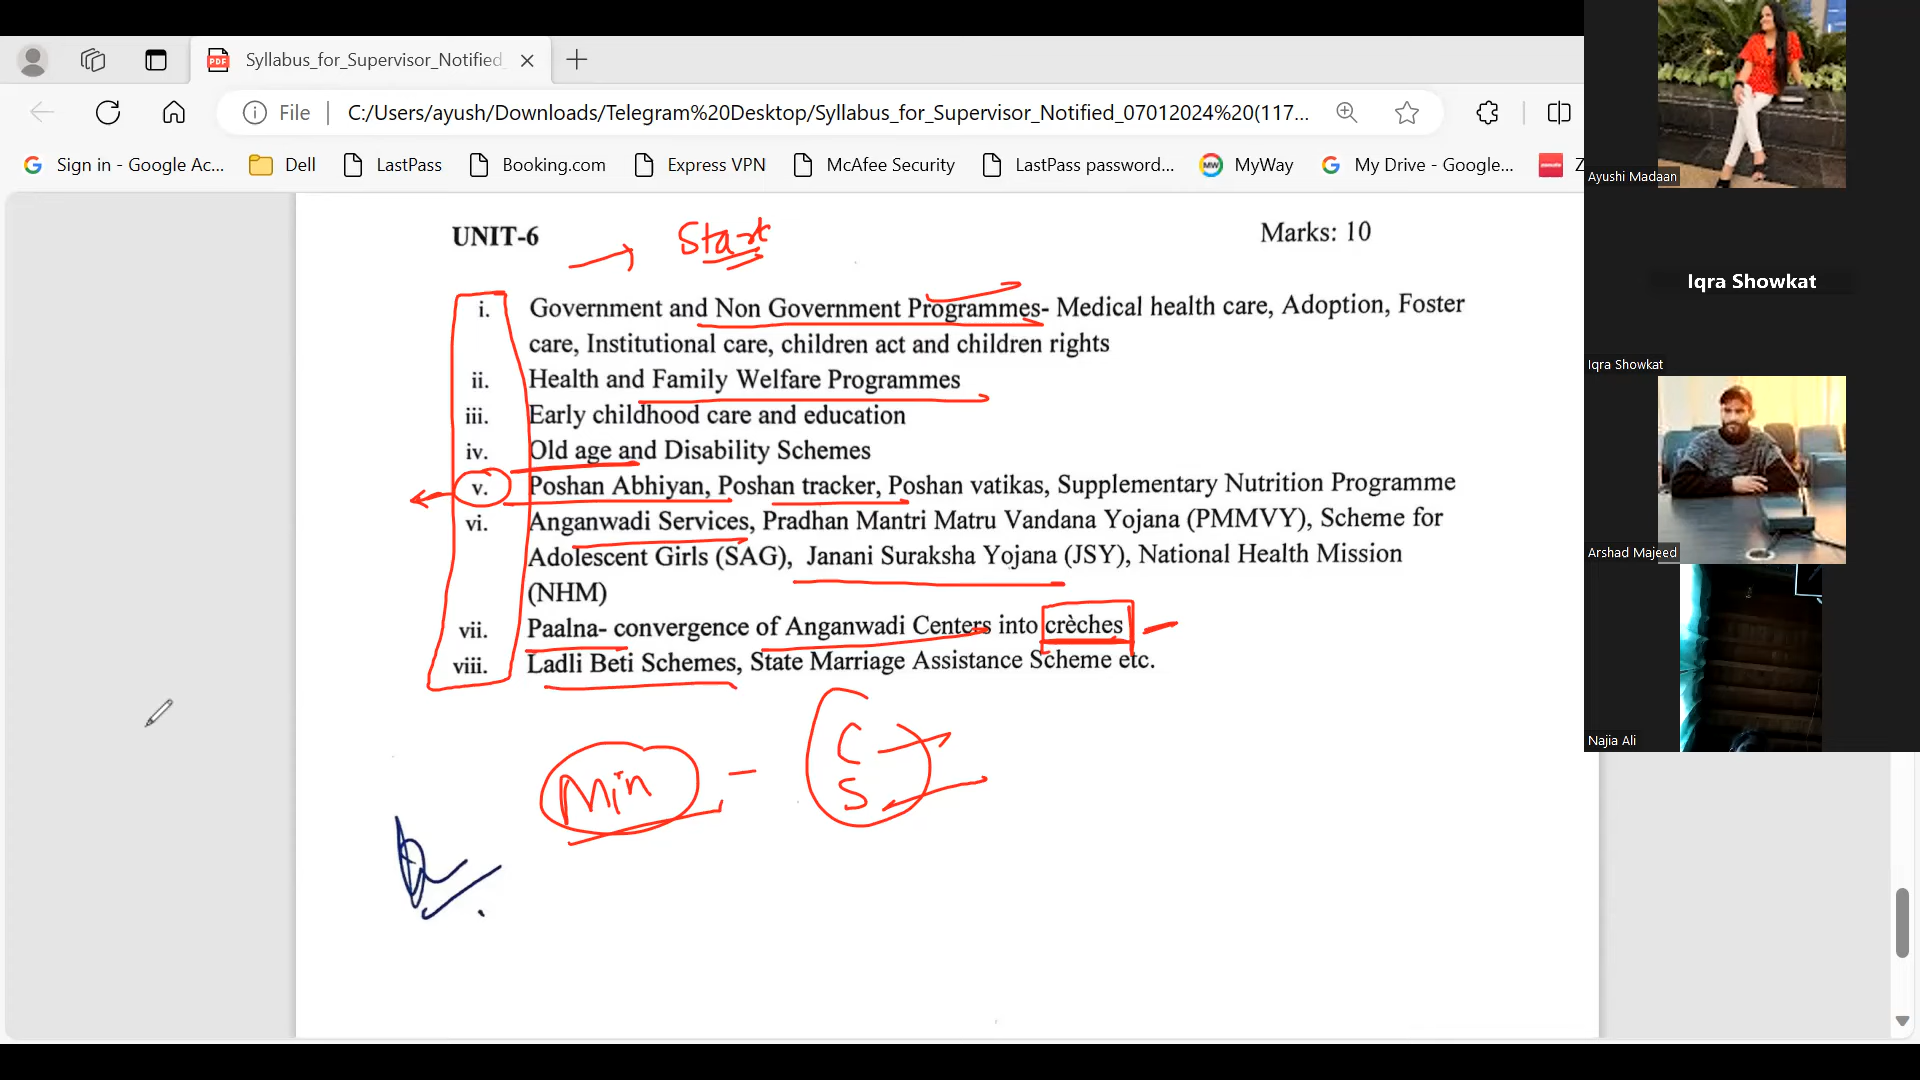 Syllabus_for_Supervisor_Notified_
File
C:/Users/ayush/Downloads/Telegram%20Desktop/Syllabus_for_Supervisor_Notified_07012024%20(117...
Sign in - Google Ac...
Dell
LastPass
Booking.com
Express VPN
McAfee Security
LastPass password...
MyWay
My Drive - Google...
Z
UNIT-6
Start
Marks: 10
i. Government and Non Government Programmes- Medical health care, Adoption, Foster
care, Institutional care, children act and children rights
ii. Health and Family Welfare Programmes
iii. Early childhood care and education
iv. Old age and Disability Schemes
v. Poshan Abhiyan, Poshan tracker, Poshan vatikas, Supplementary Nutrition Programme
vi. Anganwadi Services, Pradhan Mantri Matru Vandana Yojana (PMMVY), Scheme for
Adolescent Girls (SAG), Janani Suraksha Yojana (JSY), National Health Mission
(NHM)
vii. Paalna- convergence of Anganwadi Centers into crèches
viii. Ladli Beti Schemes, State Marriage Assistance Scheme etc.
Min -
C
S
Ayushi Madaan
Iqra Showkat
Iqra Showkat
Arshad Majeed
Najia Ali